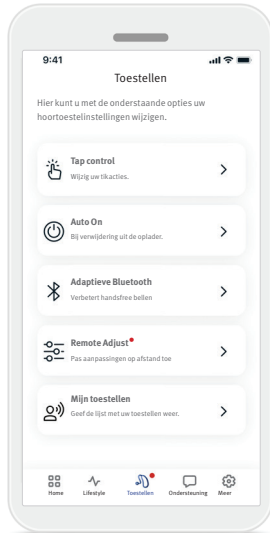 9:41
Toestellen
Hier kunt u met de onderstaande opties uw
hoortoestelinstellingen wijzigen.
Tap control
Wijzig uw tikacties.
Auto On
Bij verwijdering uit de oplader.
Adaptieve Bluetooth
Verbetert handsfree bellen
Remote Adjust
Pas aanpassingen op afstand toe
Mijn toestellen
Geef de lijst met uw toestellen weer.
Home Lifestyle Toestellen Ondersteuning Meer